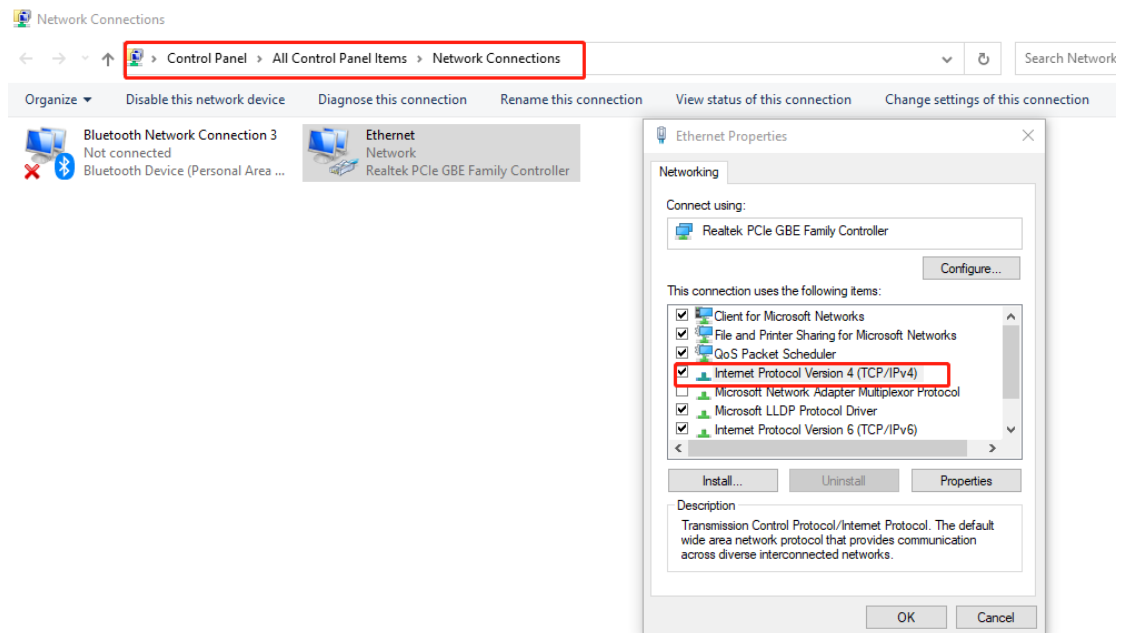 Network Connections
Control Panel > All Control Panel Items > Network Connections
Search Network
Organize
Disable this network device
Diagnose this connection
Rename this connection
View status of this connection
Change settings of this connection
Bluetooth Network Connection 3
Not connected
Bluetooth Device (Personal Area ...
Ethernet
Network
Realtek PCIe GBE Family Controller
Ethernet Properties
Networking
Connect using:
Realtek PCIe GBE Family Controller
Configure...
This connection uses the following items:
Client for Microsoft Networks
File and Printer Sharing for Microsoft Networks
QoS Packet Scheduler
Internet Protocol Version 4 (TCP/IPv4)
Microsoft Network Adapter Multiplexor Protocol
Microsoft LLDP Protocol Driver
Internet Protocol Version 6 (TCP/IPv6)
Install...
Uninstall
Properties
Description
Transmission Control Protocol/Internet Protocol. The default
wide area network protocol that provides communication
across diverse interconnected networks.
OK
Cancel